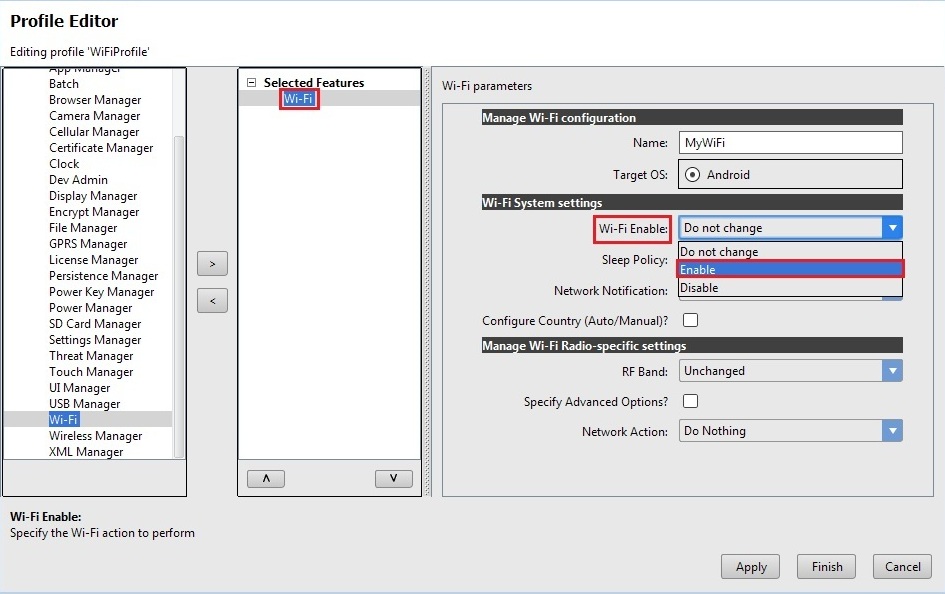 Profile Editor
Editing profile 'WiFiProfile'
App Manager
Batch
Browser Manager
Camera Manager
Cellular Manager
Certificate Manager
Clock
Dev Admin
Display Manager
Encrypt Manager
File Manager
GPRS Manager
License Manager
Persistence Manager
Power Key Manager
Power Manager
SD Card Manager
Settings Manager
Threat Manager
Touch Manager
UI Manager
USB Manager
Wi-Fi
Wireless Manager
XML Manager
>
<
Selected Features
Wi-Fi
Wi-Fi parameters
Manage Wi-Fi configuration
Name: MyWiFi
Target OS: Android
Wi-Fi System settings
Wi-Fi Enable: Do not change
Do not change
Enable
Disable
Sleep Policy:
Network Notification:
Configure Country (Auto/Manual)?
Manage Wi-Fi Radio-specific settings
RF Band: Unchanged
Specify Advanced Options?
Network Action: Do Nothing
Wi-Fi Enable:
Specify the Wi-Fi action to perform
Apply Finish Cancel